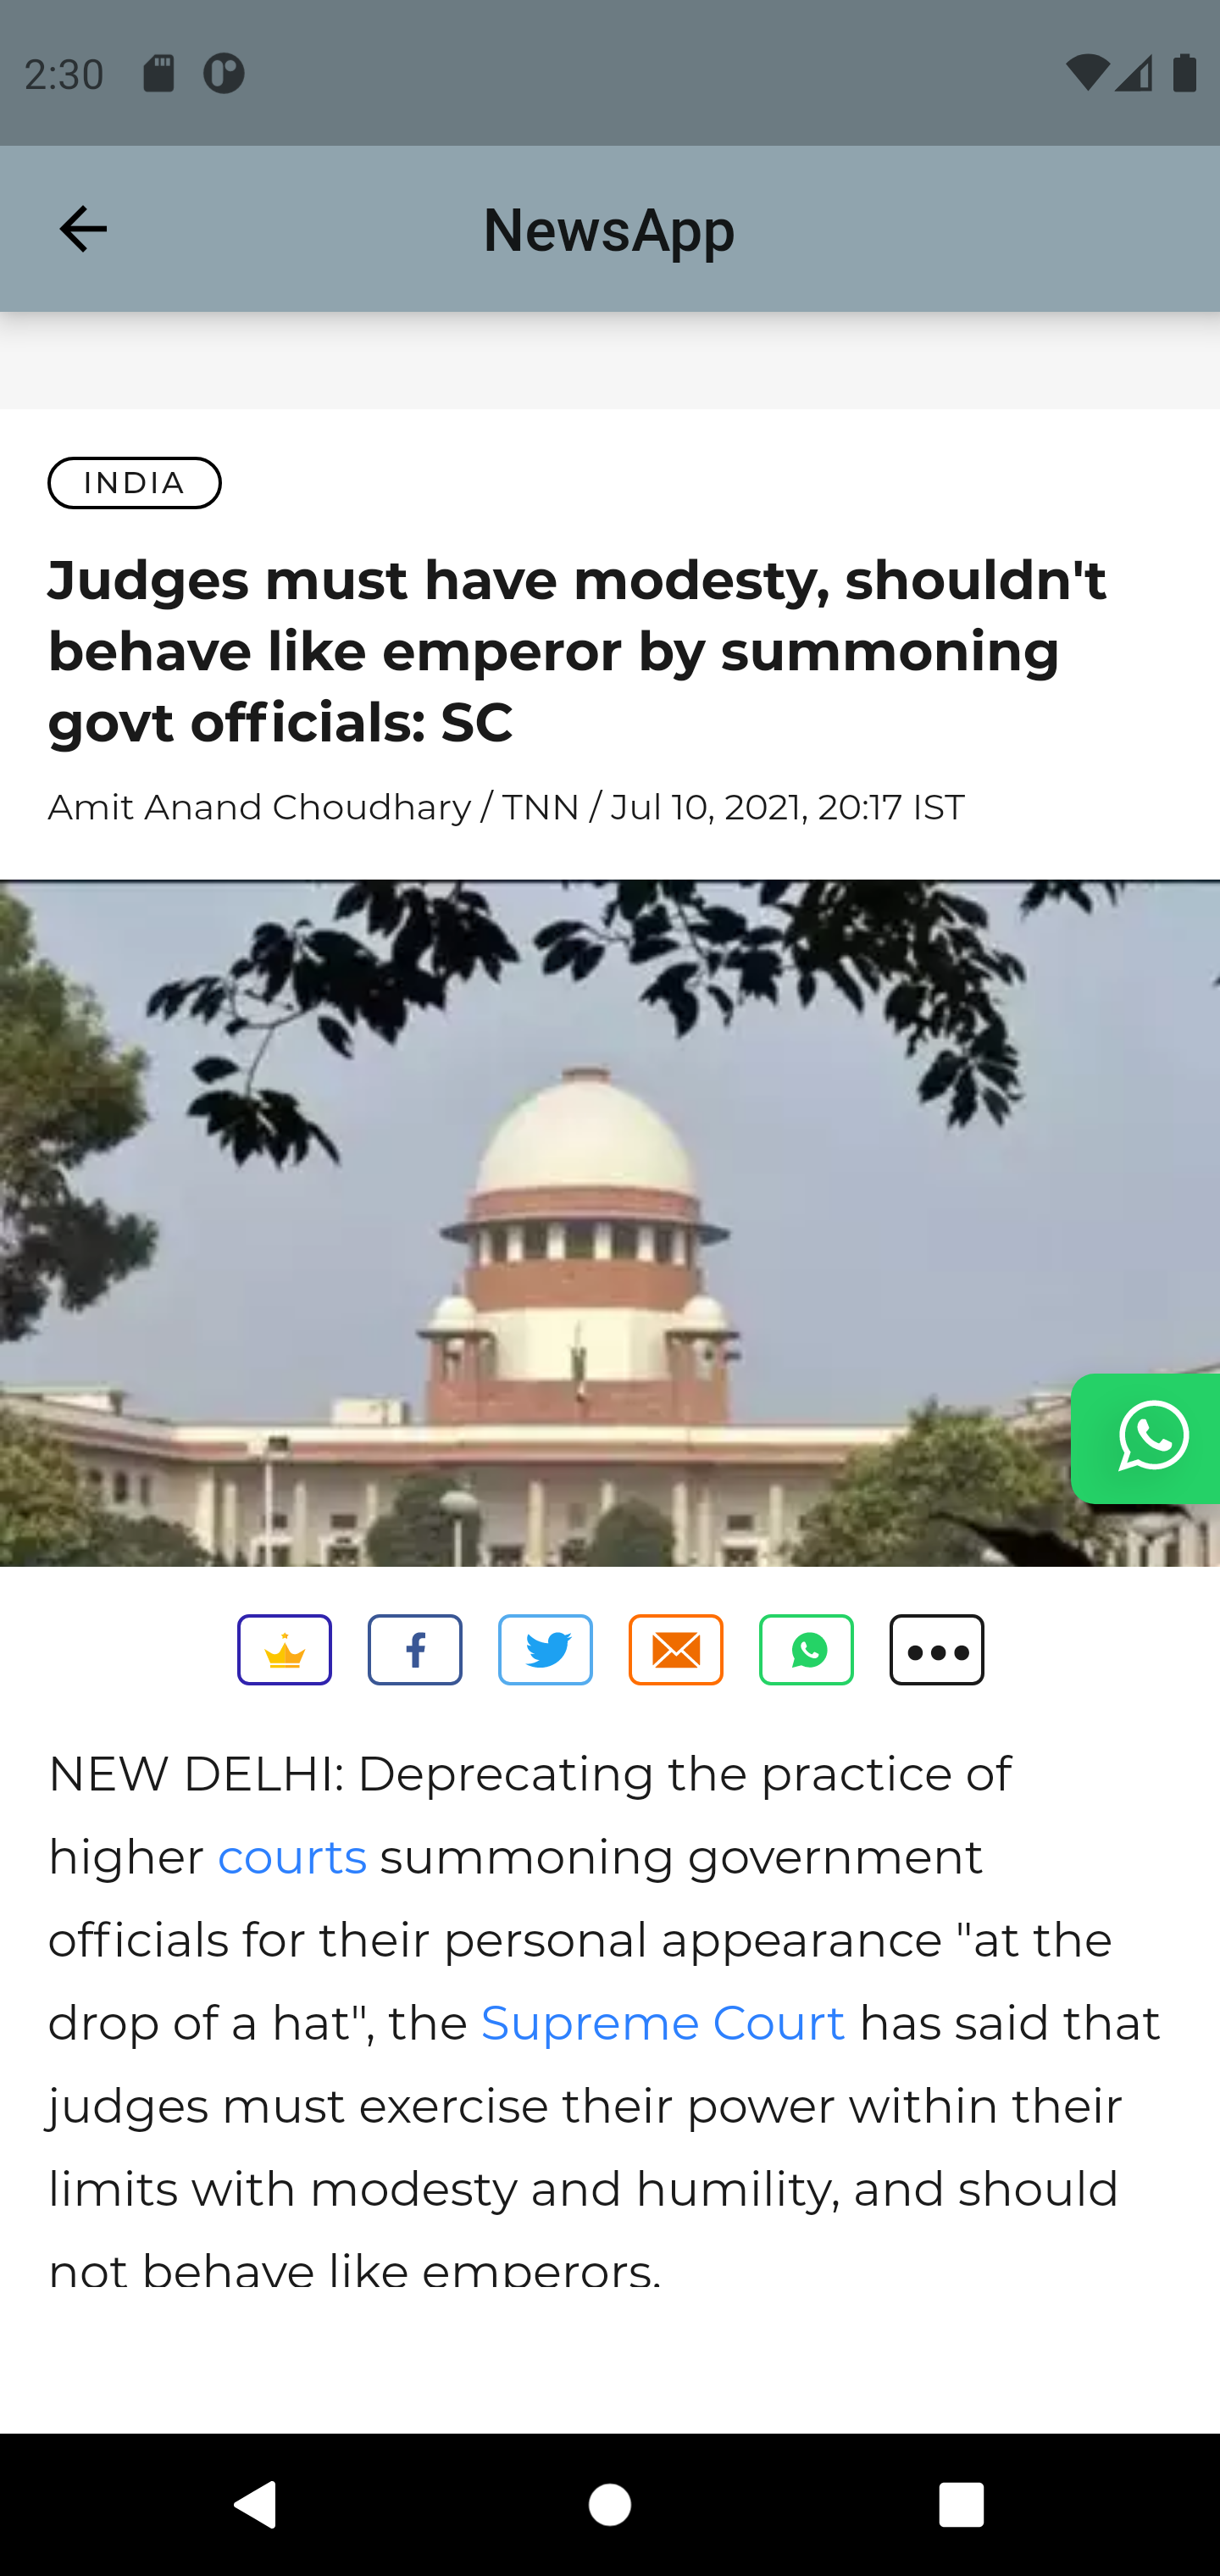 2:30
NewsApp
INDIA
Judges must have modesty, shouldn't
behave like emperor by summoning
govt officials: SC
Amit Anand Choudhary / TNN / Jul 10, 2021, 20:17 IST
NEW DELHI: Deprecating the practice of
higher courts summoning government
officials for their personal appearance "at the
drop of a hat", the Supreme Court has said that
judges must exercise their power within their
limits with modesty and humility, and should
not behave like emperors.